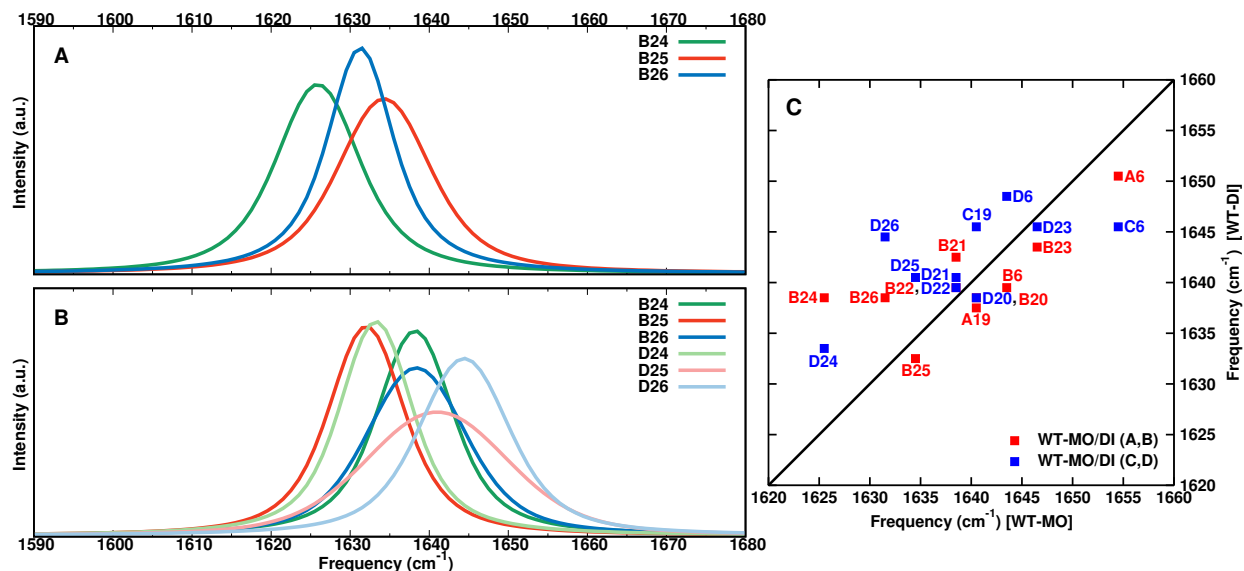 1590 1600 1610 1620 1630 1640 1650 1660 1670 1680
A
B24
B25
B26
Intensity (a.u.)
B
B24
B25
B26
D24
D25
D26
Intensity (a.u.)
1590 1600 1610 1620 1630 1640 1650 1660 1670 1680
Frequency (cm⁻¹)
C
1660
1655
1650
1645
1640
1635
1630
1625
1620
Frequency (cm⁻¹) [WT-DI]
A6
D6
C19
D26
D23
C6
B21
B23
D25
D21
B6
B24
B26
B22,D22
D20,B20
A19
D24
B25
WT-MO/DI (A,B)
WT-MO/DI (C,D)
1620 1625 1630 1635 1640 1645 1650 1655 1660
Frequency (cm⁻¹) [WT-MO]